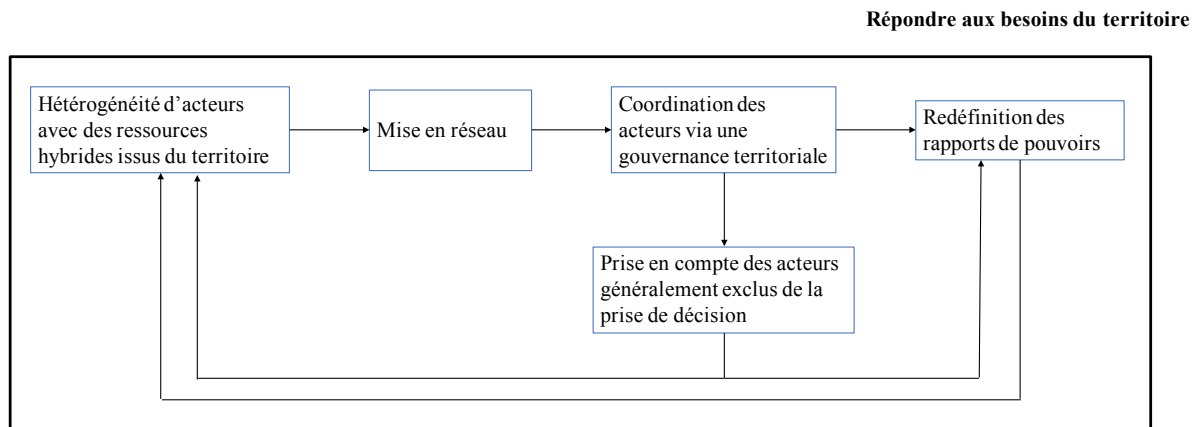 Répondre aux besoins du territoire
Hétérogénéité d'acteurs
avec des ressources
hybrides issus du territoire
Mise en réseau
Coordination des
acteurs via une
gouvernance territoriale
Redéfinition des
rapports de pouvoirs
Prise en compte des acteurs
généralement exclus de la
prise de décision